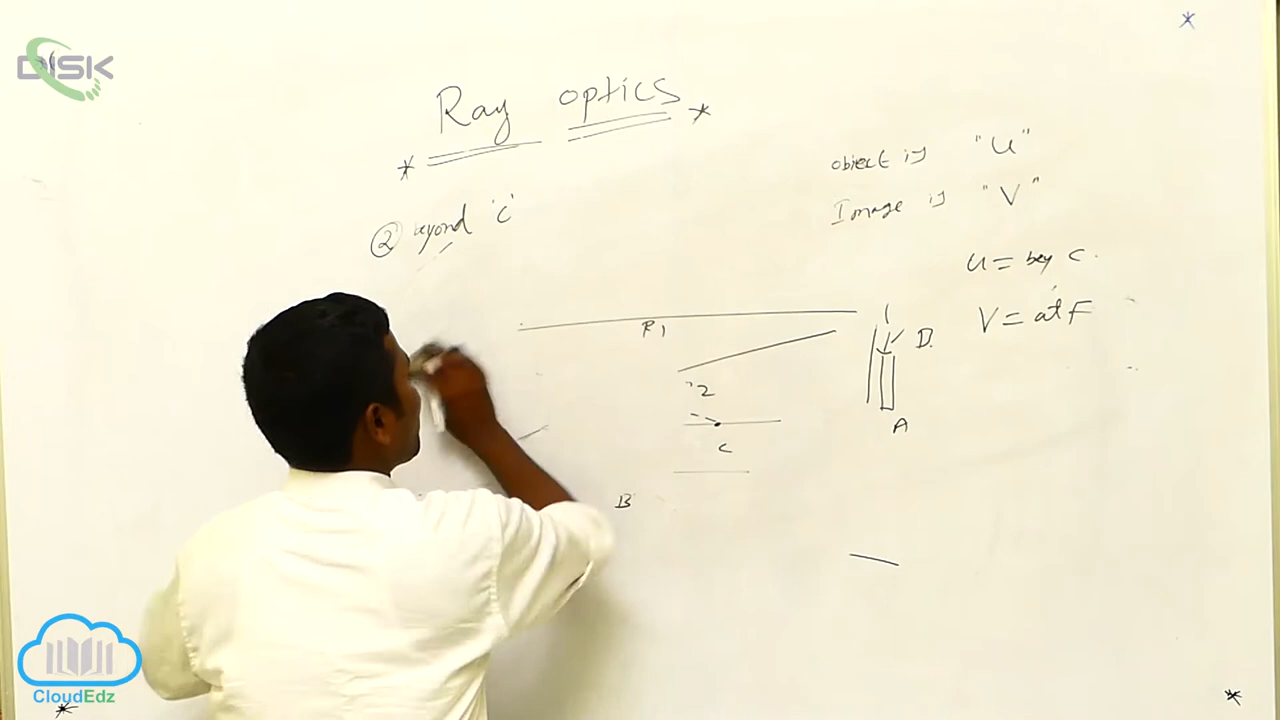 DISK
Ray optics
object is "u"
Image is "V"
② beyond 'c'
u = bey c.
V = at F
R1
D.
2
A
c
B
CloudEdz